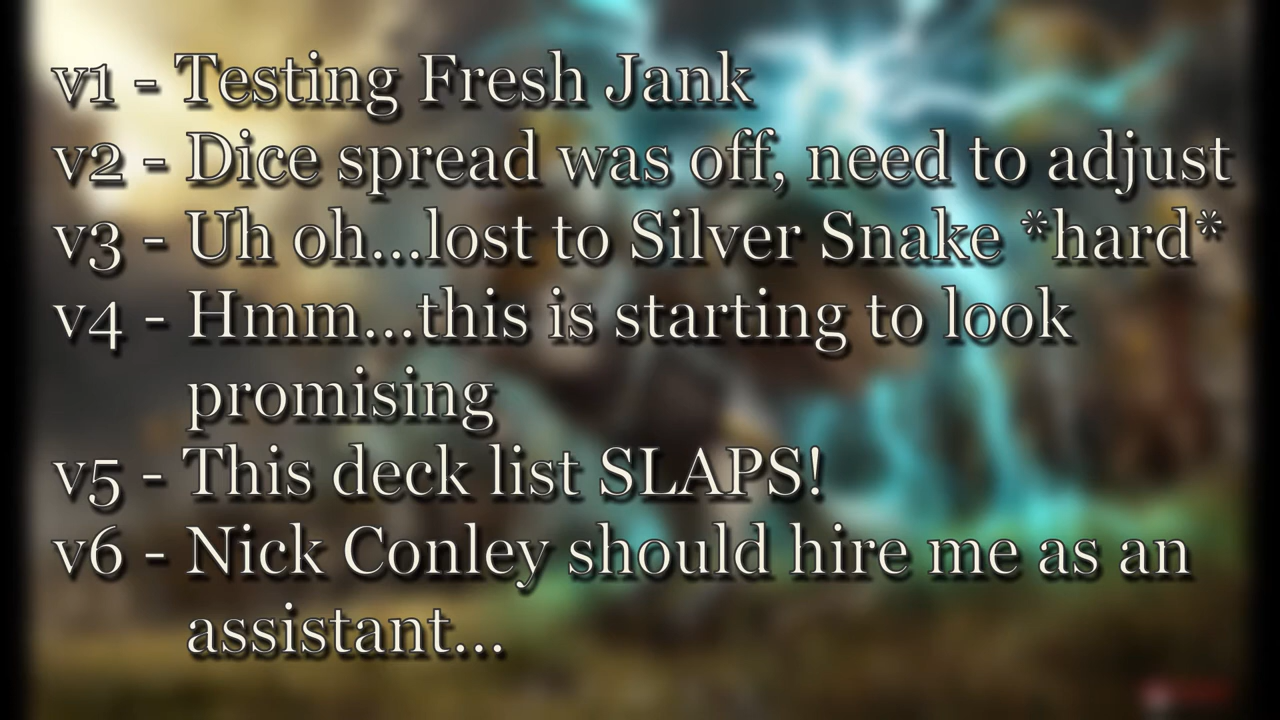 v1 - Testing Fresh Jank
v2 - Dice spread was off, need to adjust
v3 - Uh oh...lost to Silver Snake *hard*
v4 - Hmm...this is starting to look
promising
v5 - This deck list SLAPS!
v6 - Nick Conley should hire me as an
assistant...